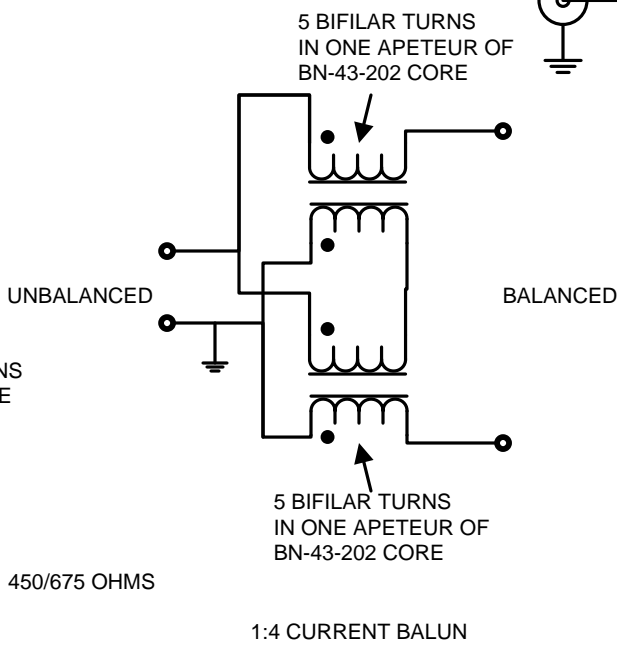 5 BIFILAR TURNS
IN ONE APETEUR OF
BN-43-202 CORE
UNBALANCED
BALANCED
NS
E
5 BIFILAR TURNS
IN ONE APETEUR OF
BN-43-202 CORE
450/675 OHMS
1:4 CURRENT BALUN